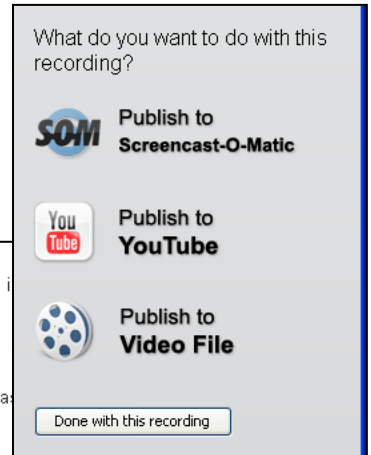 What do you want to do with this
recording?
SOM
Publish to
Screencast-O-Matic
You
Tube
Publish to
YouTube
Publish to
Video File
Done with this recording